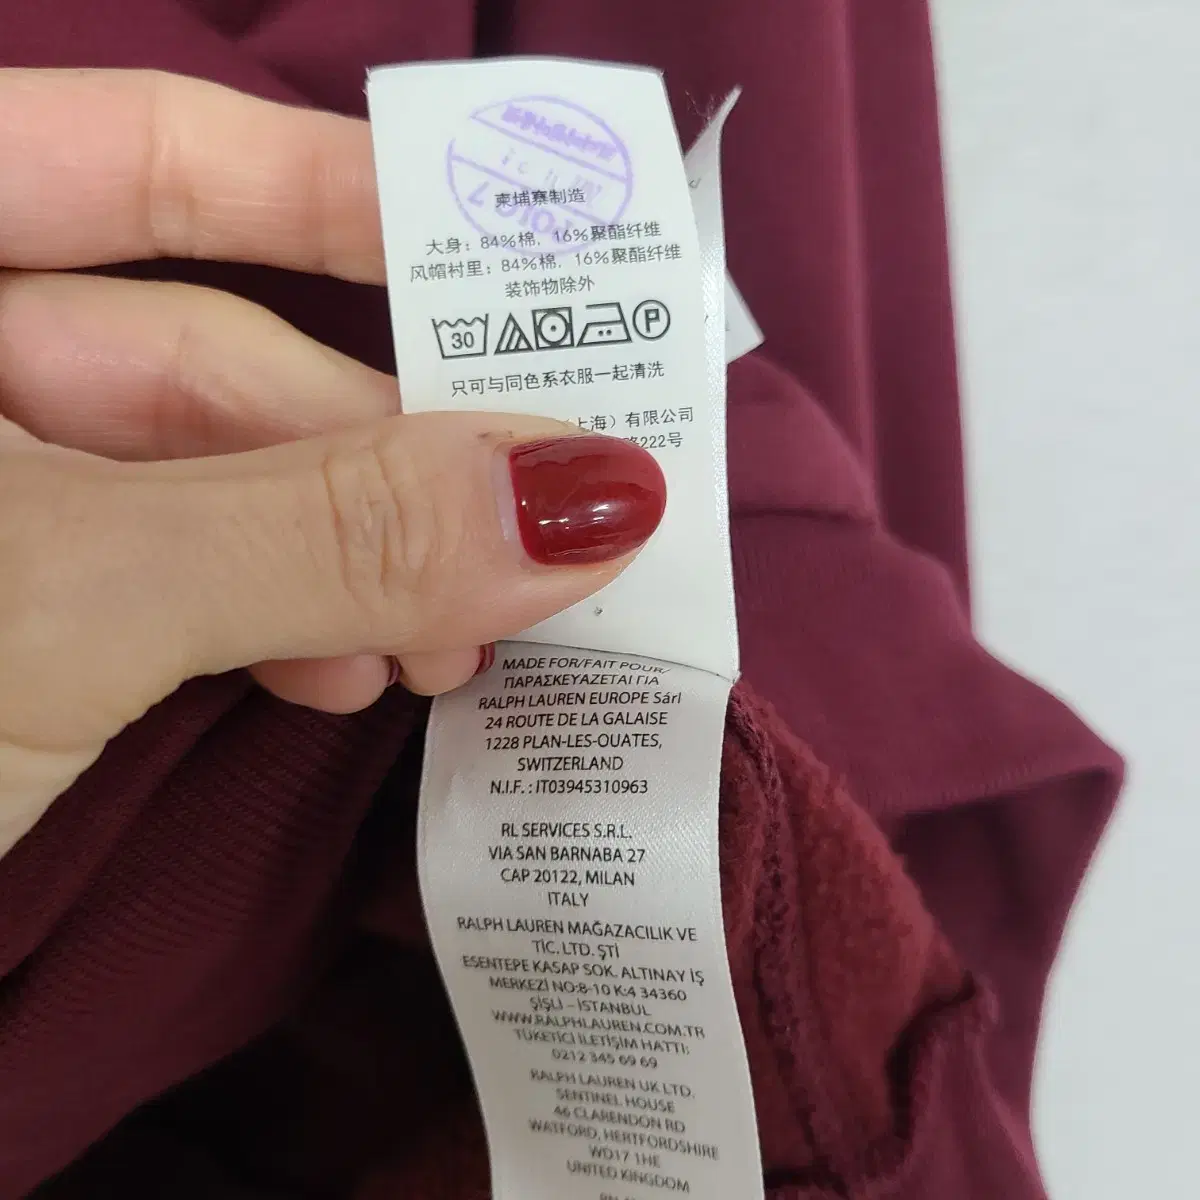 柬埔寨制造
大身：84%棉，16%聚酯纤维
风帽衬里：84%棉，16%聚酯纤维
装饰物除外
30
P
只可与同色系衣服一起清洗
上海）有限公司
222号
MADE FOR/FAIT POUR/
ΠΑΡΑΣΚΕΥΑΖΕΤΑΙ ΓΙΑ
RALPH LAUREN EUROPE Sárl
24 ROUTE DE LA GALAISE
1228 PLAN-LES-OUATES,
SWITZERLAND
N.I.F. : IT03945310963
RL SERVICES S.R.L.
VIA SAN BARNABA 27
CAP 20122, MILAN
ITALY
RALPH LAUREN MAĞAZACILIK VE
TİC. LTD. ŞTİ
ESENTEPE KASAP SOK. ALTINAY İŞ
MERKEZİ NO:8-10 K:4 34360
ŞİŞLİ – İSTANBUL
WWW.RALPHLAUREN.COM.TR
TÜKETİCİ İLETİŞİM HATTI:
0212 345 69 69
RALPH LAUREN UK LTD.
SENTINEL HOUSE
46 CLARENDON RD
WATFORD, HERTFORDSHIRE
WD17 1HE
UNITED KINGDOM